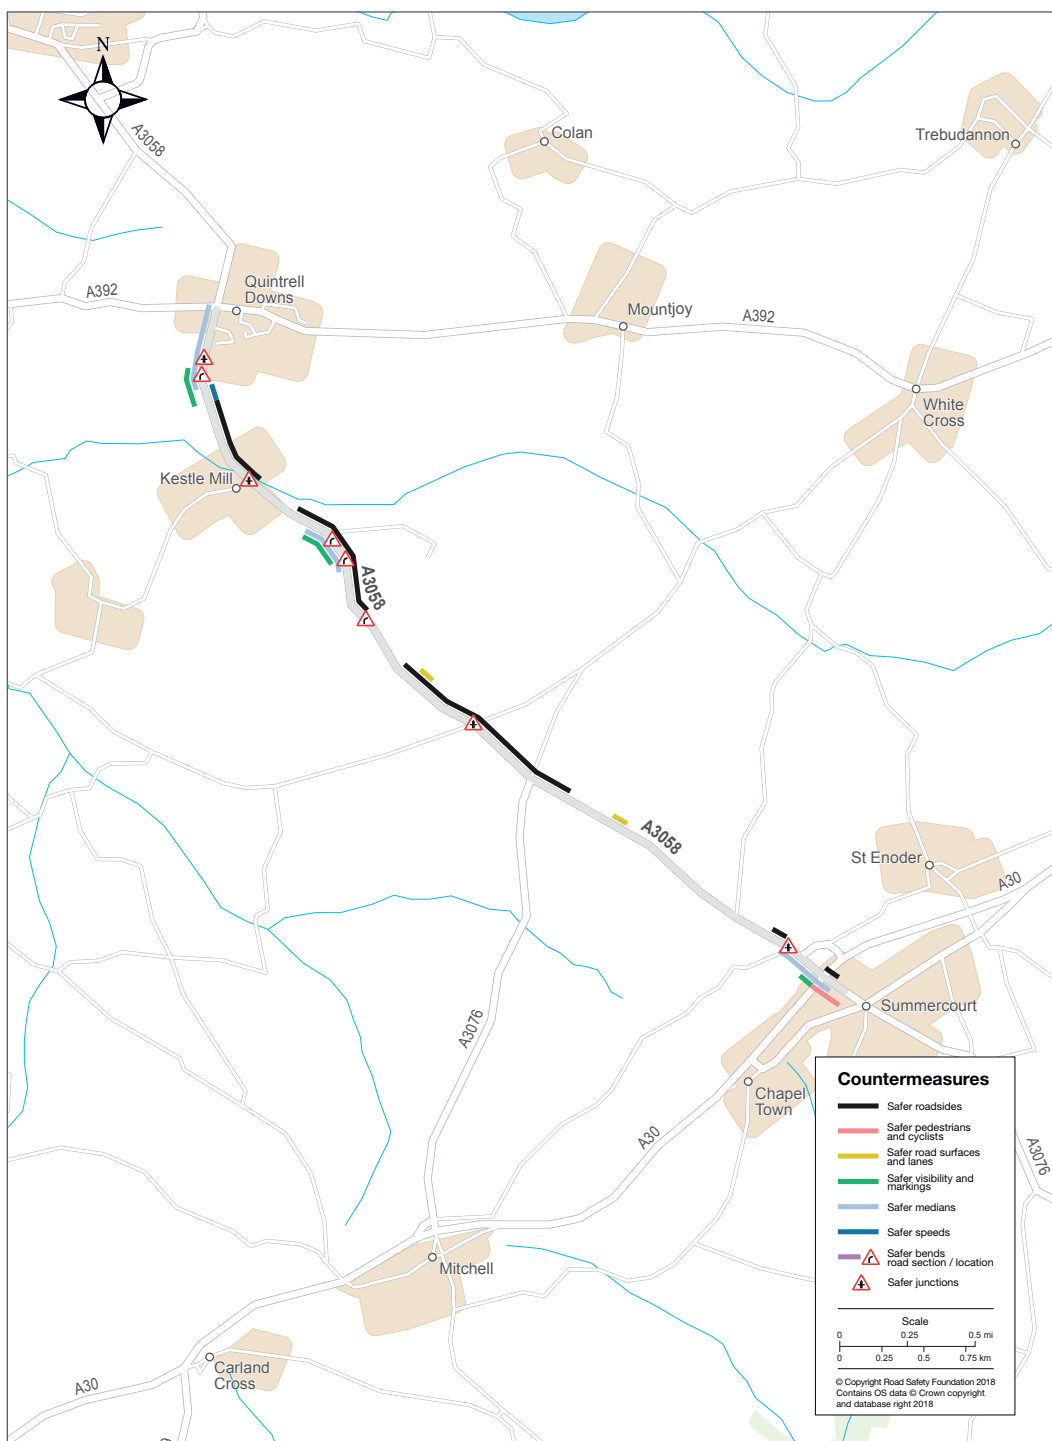 N
A3058
Colan
Trebudannon
Quintrell
Downs
A392
Mountjoy
A392
White
Cross
Kestle Mill
A3058
A3058
St Enoder
A30
Summercourt
A3076
Chapel
Town
A30
A3076
Mitchell
Carland
Cross
A30
Countermeasures
Safer roadsides
Safer pedestrians
and cyclists
Safer road surfaces
and lanes
Safer visibility and
markings
Safer medians
Safer speeds
Safer bends
road section / location
Safer junctions
Scale
0 0.25 0.5 mi
0 0.25 0.5 0.75 km
© Copyright Road Safety Foundation 2018
Contains OS data © Crown copyright
and database right 2018